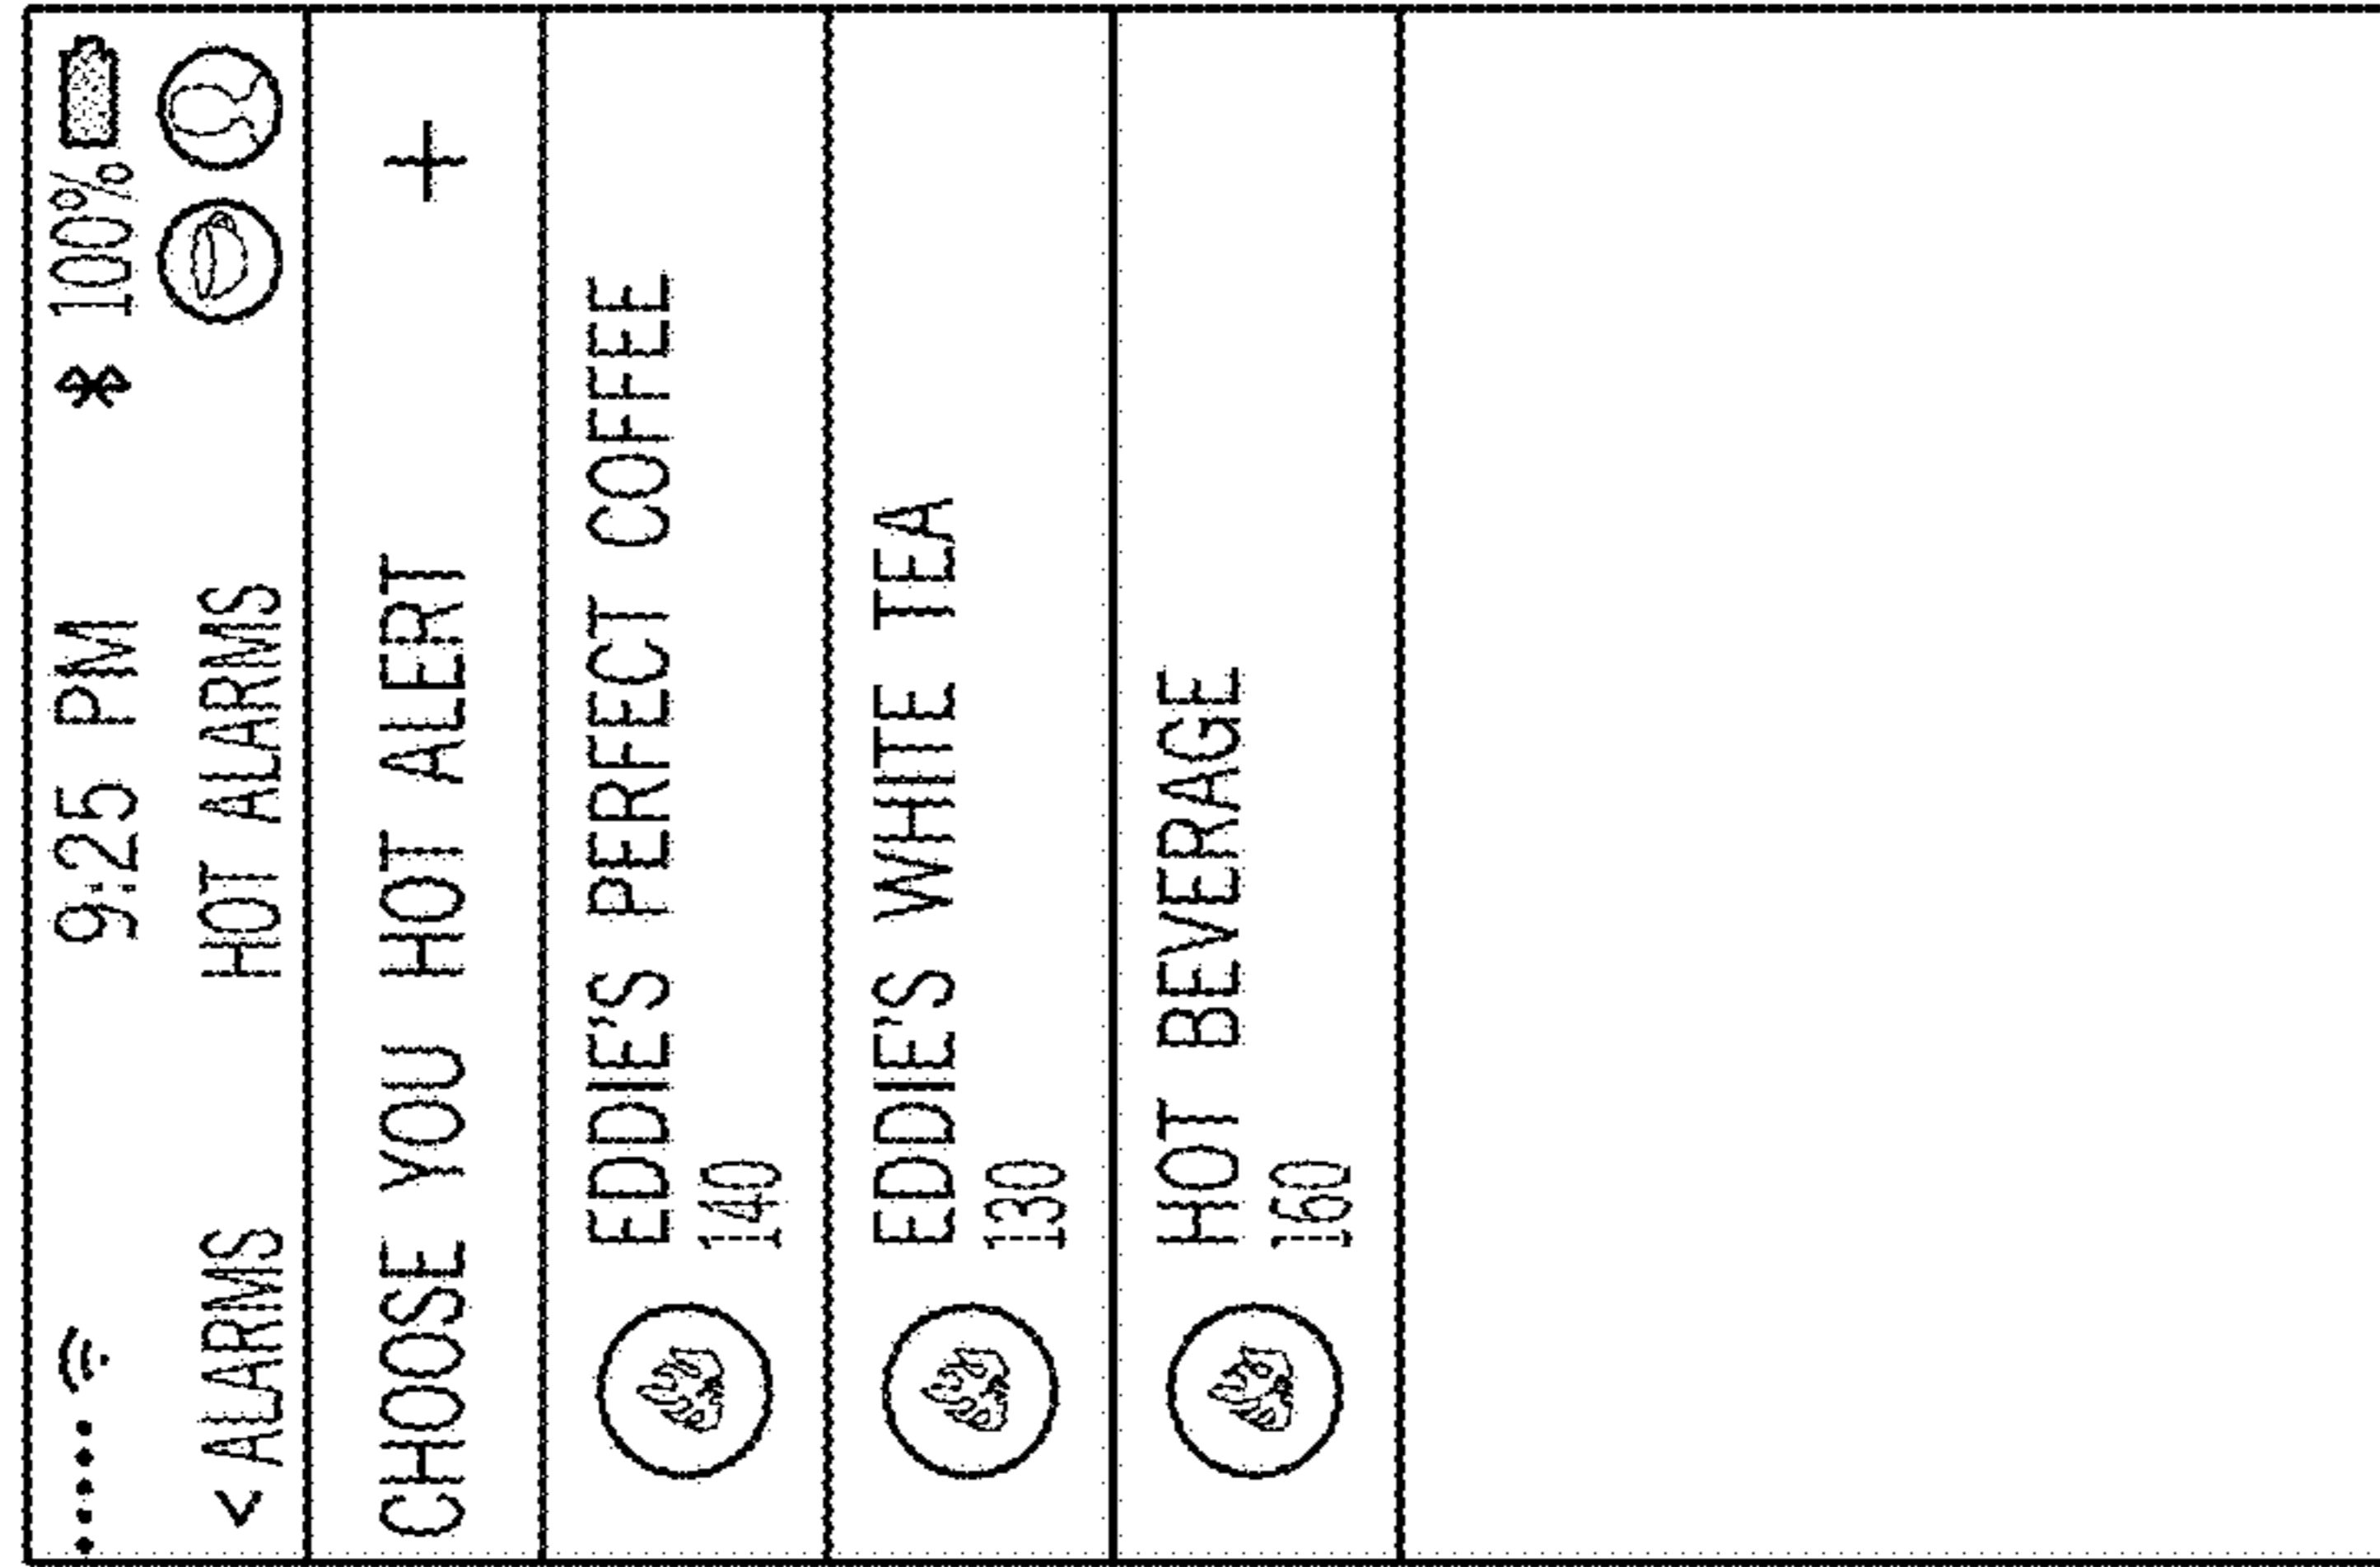 9:25 PM 100%
< ALARMS HOT ALARMS
CHOOSE YOU HOT ALERT +
EDDIE'S PERFECT COFFEE
140
EDDIE'S WHITE TEA
130
HOT BEVERAGE
160